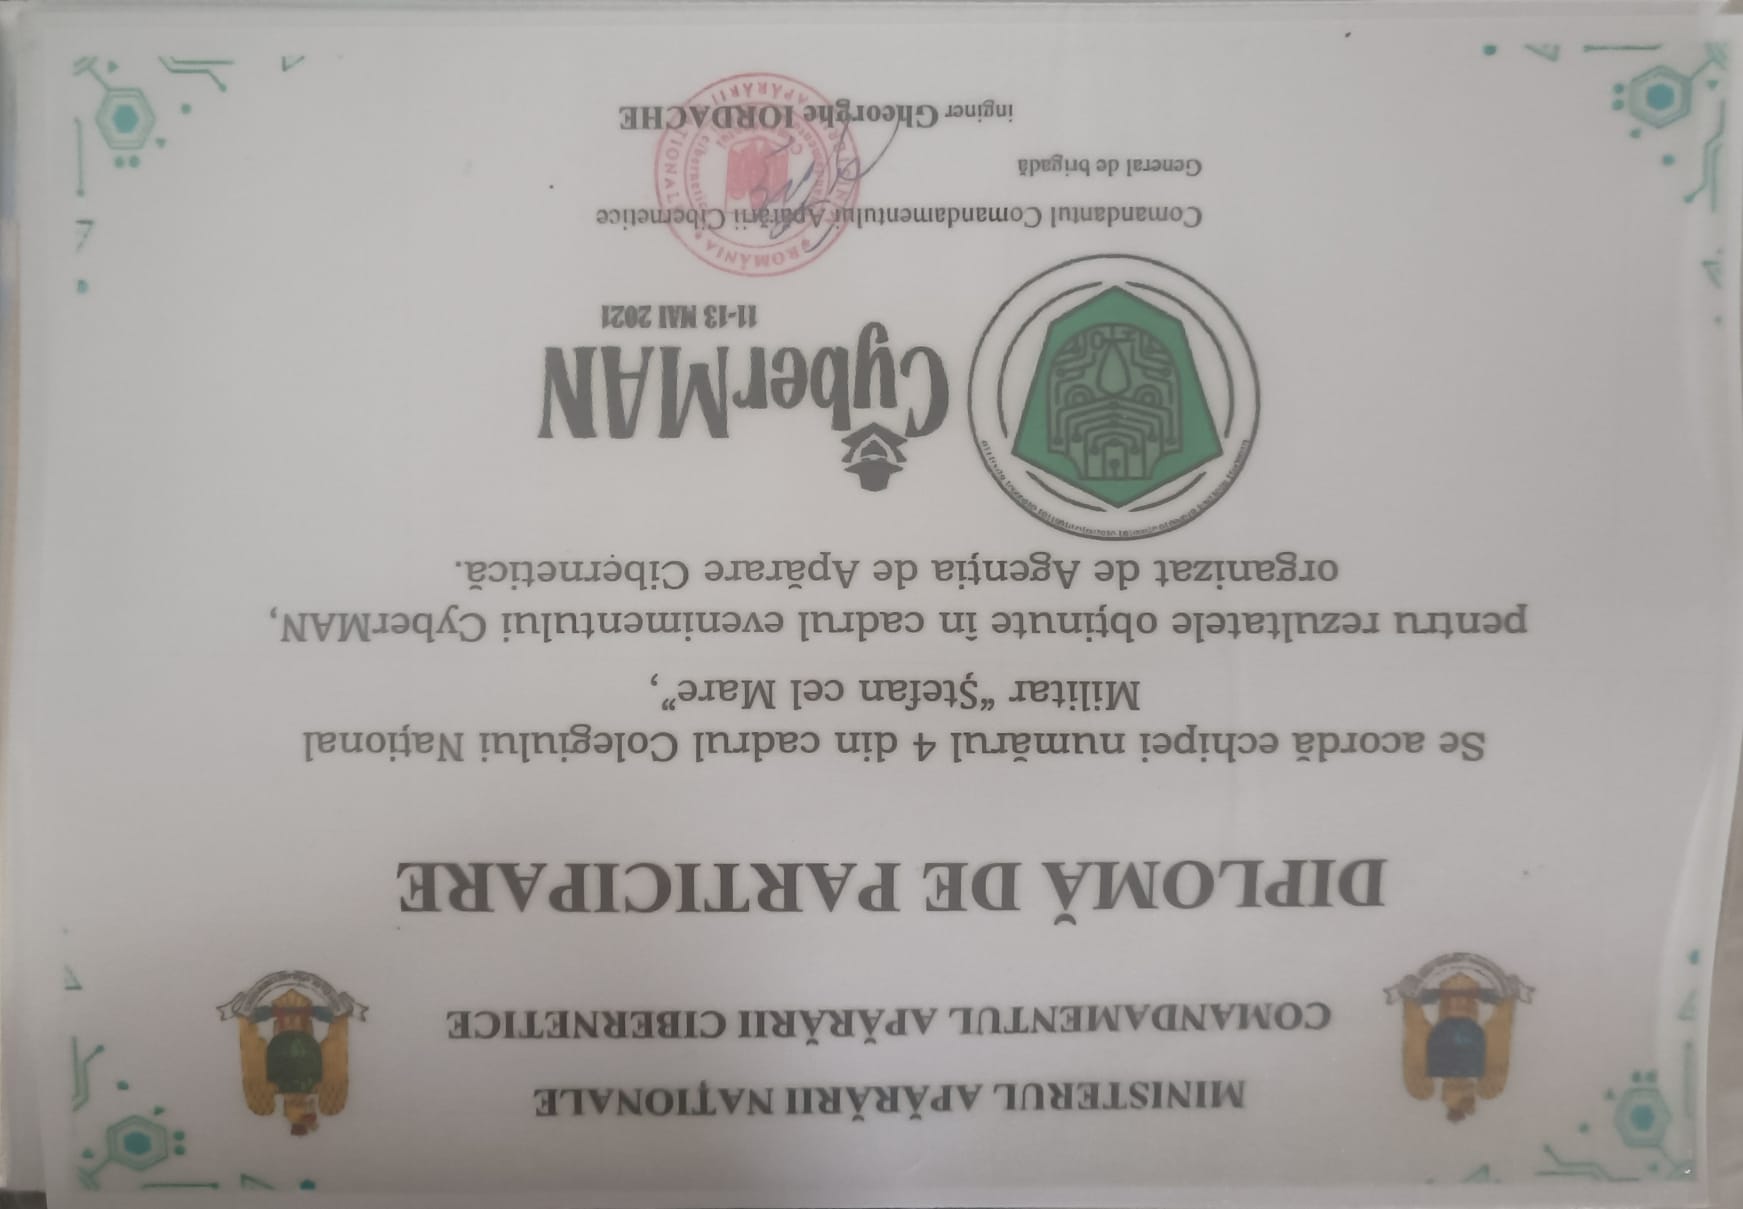 MINISTERUL APĂRĂRII NAȚIONALE
COMANDAMENTUL APĂRĂRII CIBERNETICE
DIPLOMĂ DE PARTICIPARE
Se acordă echipei numărul 4 din cadrul Colegiului Național
Militar “Ștefan cel Mare”,
pentru rezultatele obținute în cadrul evenimentului CyberMAN,
organizat de Agenția de Apărare Cibernetică.
CyberMAN
11-13 MAI 2021
Comandantul Comandamentului Apărării Cibernetice
General de brigadă
inginer Gheorghe IORDACHE
ROMÂNIA
APĂRĂRII NAȚIONALE